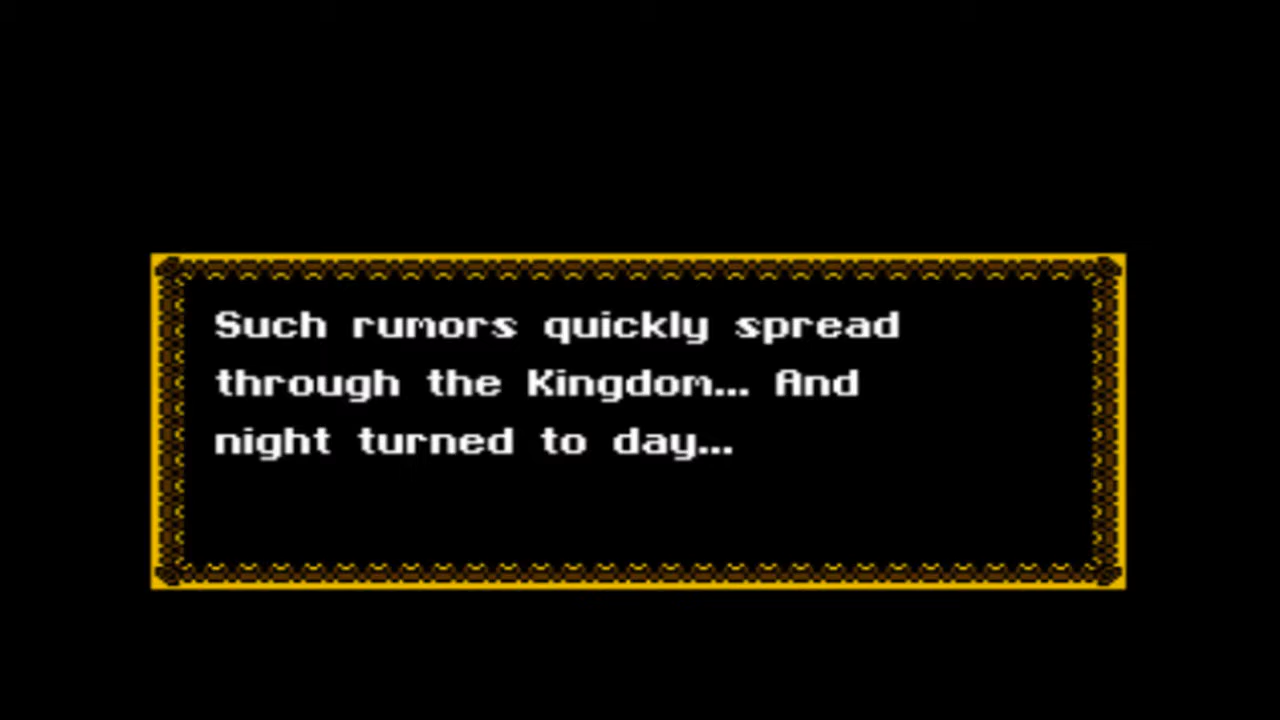 Such rumors quickly spread
through the Kingdom... And
night turned to day...